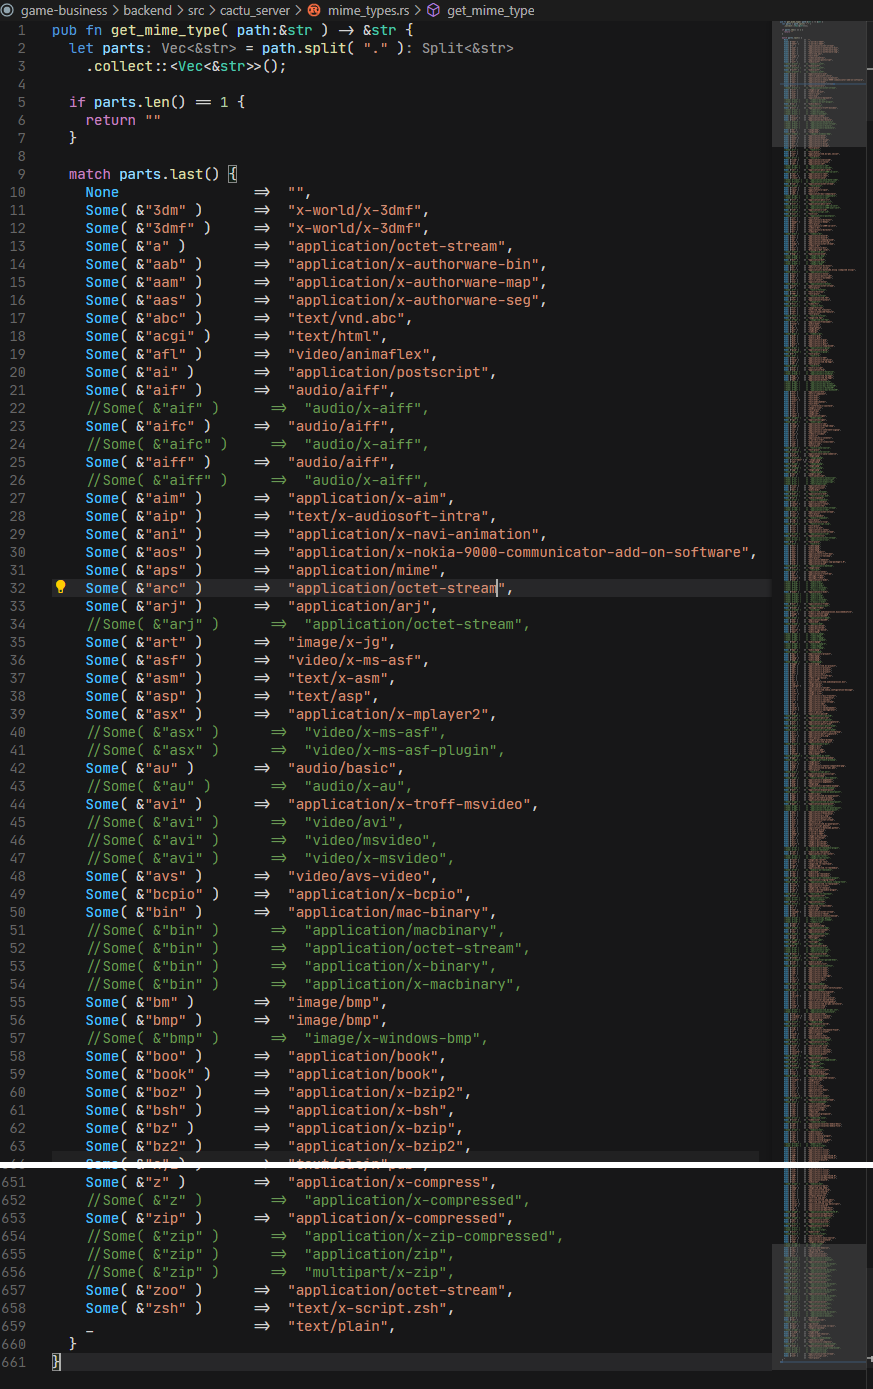 game-business > backend > src > cactu_server > mime_types.rs > get_mime_type
1 pub fn get_mime_type( path:&str ) -> &str {
2 let parts: Vec<&str> = path.split( "." ): Split<&str>
3 .collect::<Vec<&str>>();
4
5 if parts.len() == 1 {
6 return ""
7 }
8
9 match parts.last() {
10 None => "",
11 Some( &"3dm" ) => "x-world/x-3dmf",
12 Some( &"3dmf" ) => "x-world/x-3dmf",
13 Some( &"a" ) => "application/octet-stream",
14 Some( &"aab" ) => "application/x-authorware-bin",
15 Some( &"aam" ) => "application/x-authorware-map",
16 Some( &"aas" ) => "application/x-authorware-seg",
17 Some( &"abc" ) => "text/vnd.abc",
18 Some( &"acgi" ) => "text/html",
19 Some( &"afl" ) => "video/animaflex",
20 Some( &"ai" ) => "application/postscript",
21 Some( &"aif" ) => "audio/aiff",
22 //Some( &"aif" ) => "audio/x-aiff",
23 Some( &"aifc" ) => "audio/aiff",
24 //Some( &"aifc" ) => "audio/x-aiff",
25 Some( &"aiff" ) => "audio/aiff",
26 //Some( &"aiff" ) => "audio/x-aiff",
27 Some( &"aim" ) => "application/x-aim",
28 Some( &"aip" ) => "text/x-audiosoft-intra",
29 Some( &"ani" ) => "application/x-navi-animation",
30 Some( &"aos" ) => "application/x-nokia-9000-communicator-add-on-software",
31 Some( &"aps" ) => "application/mime",
32 Some( &"arc" ) => "application/octet-stream",
33 Some( &"arj" ) => "application/arj",
34 //Some( &"arj" ) => "application/octet-stream",
35 Some( &"art" ) => "image/x-jg",
36 Some( &"asf" ) => "video/x-ms-asf",
37 Some( &"asm" ) => "text/x-asm",
38 Some( &"asp" ) => "text/asp",
39 Some( &"asx" ) => "application/x-mplayer2",
40 //Some( &"asx" ) => "video/x-ms-asf",
41 //Some( &"asx" ) => "video/x-ms-asf-plugin",
42 Some( &"au" ) => "audio/basic",
43 //Some( &"au" ) => "audio/x-au",
44 Some( &"avi" ) => "application/x-troff-msvideo",
45 //Some( &"avi" ) => "video/avi",
46 //Some( &"avi" ) => "video/msvideo",
47 //Some( &"avi" ) => "video/x-msvideo",
48 Some( &"avs" ) => "video/avs-video",
49 Some( &"bcpio" ) => "application/x-bcpio",
50 Some( &"bin" ) => "application/mac-binary",
51 //Some( &"bin" ) => "application/macbinary",
52 //Some( &"bin" ) => "application/octet-stream",
53 //Some( &"bin" ) => "application/x-binary",
54 //Some( &"bin" ) => "application/x-macbinary",
55 Some( &"bm" ) => "image/bmp",
56 Some( &"bmp" ) => "image/bmp",
57 //Some( &"bmp" ) => "image/x-windows-bmp",
58 Some( &"boo" ) => "application/book",
59 Some( &"book" ) => "application/book",
60 Some( &"boz" ) => "application/x-bzip2",
61 Some( &"bsh" ) => "application/x-bsh",
62 Some( &"bz" ) => "application/x-bzip",
63 Some( &"bz2" ) => "application/x-bzip2",
651 Some( &"z" ) => "application/x-compress",
652 //Some( &"z" ) => "application/x-compressed",
653 Some( &"zip" ) => "application/x-compressed",
654 //Some( &"zip" ) => "application/x-zip-compressed",
655 //Some( &"zip" ) => "application/zip",
656 //Some( &"zip" ) => "multipart/x-zip",
657 Some( &"zoo" ) => "application/octet-stream",
658 Some( &"zsh" ) => "text/x-script.zsh",
659 _ => "text/plain",
660 }
661 }